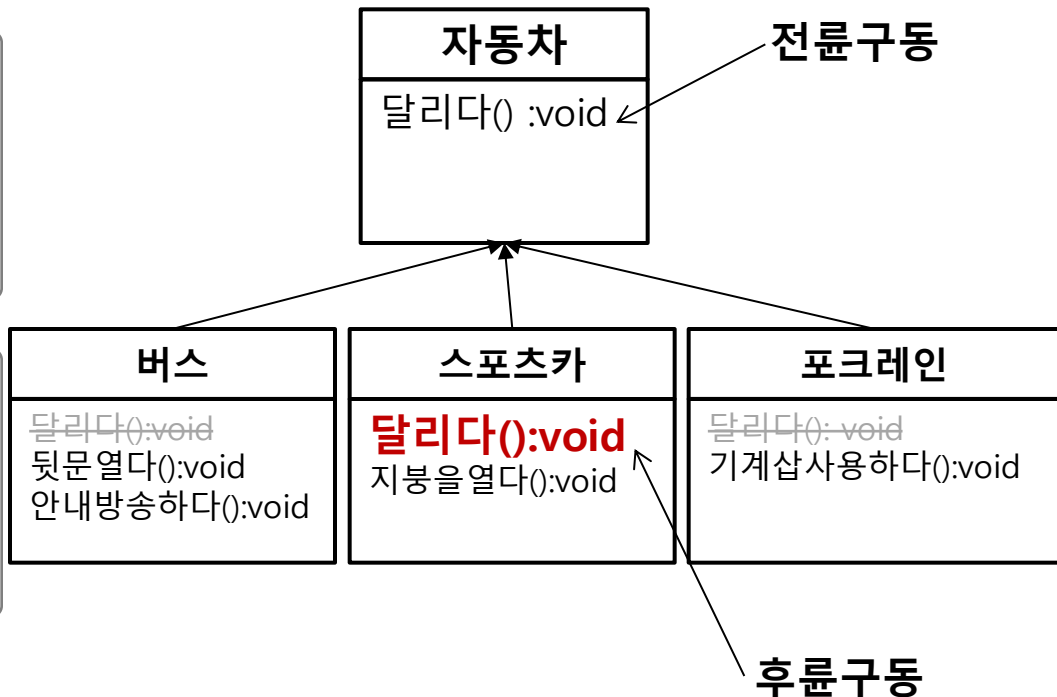 자동차
전륜구동
달리다() :void
버스
달리다():void
뒷문열다():void
안내방송하다():void
스포츠카
달리다():void
지붕을열다():void
포크레인
달리다(): void
기계삽사용하다():void
후륜구동